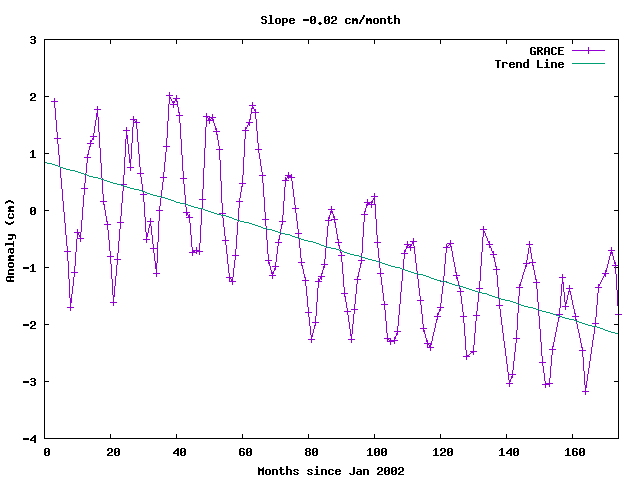 Slope -0.02 cm/month
GRACE
Trend Line
3
2
1
0
-1
-2
-3
-4
Anomaly (cm)
0 20 40 60 80 100 120 140 160
Months since Jan 2002